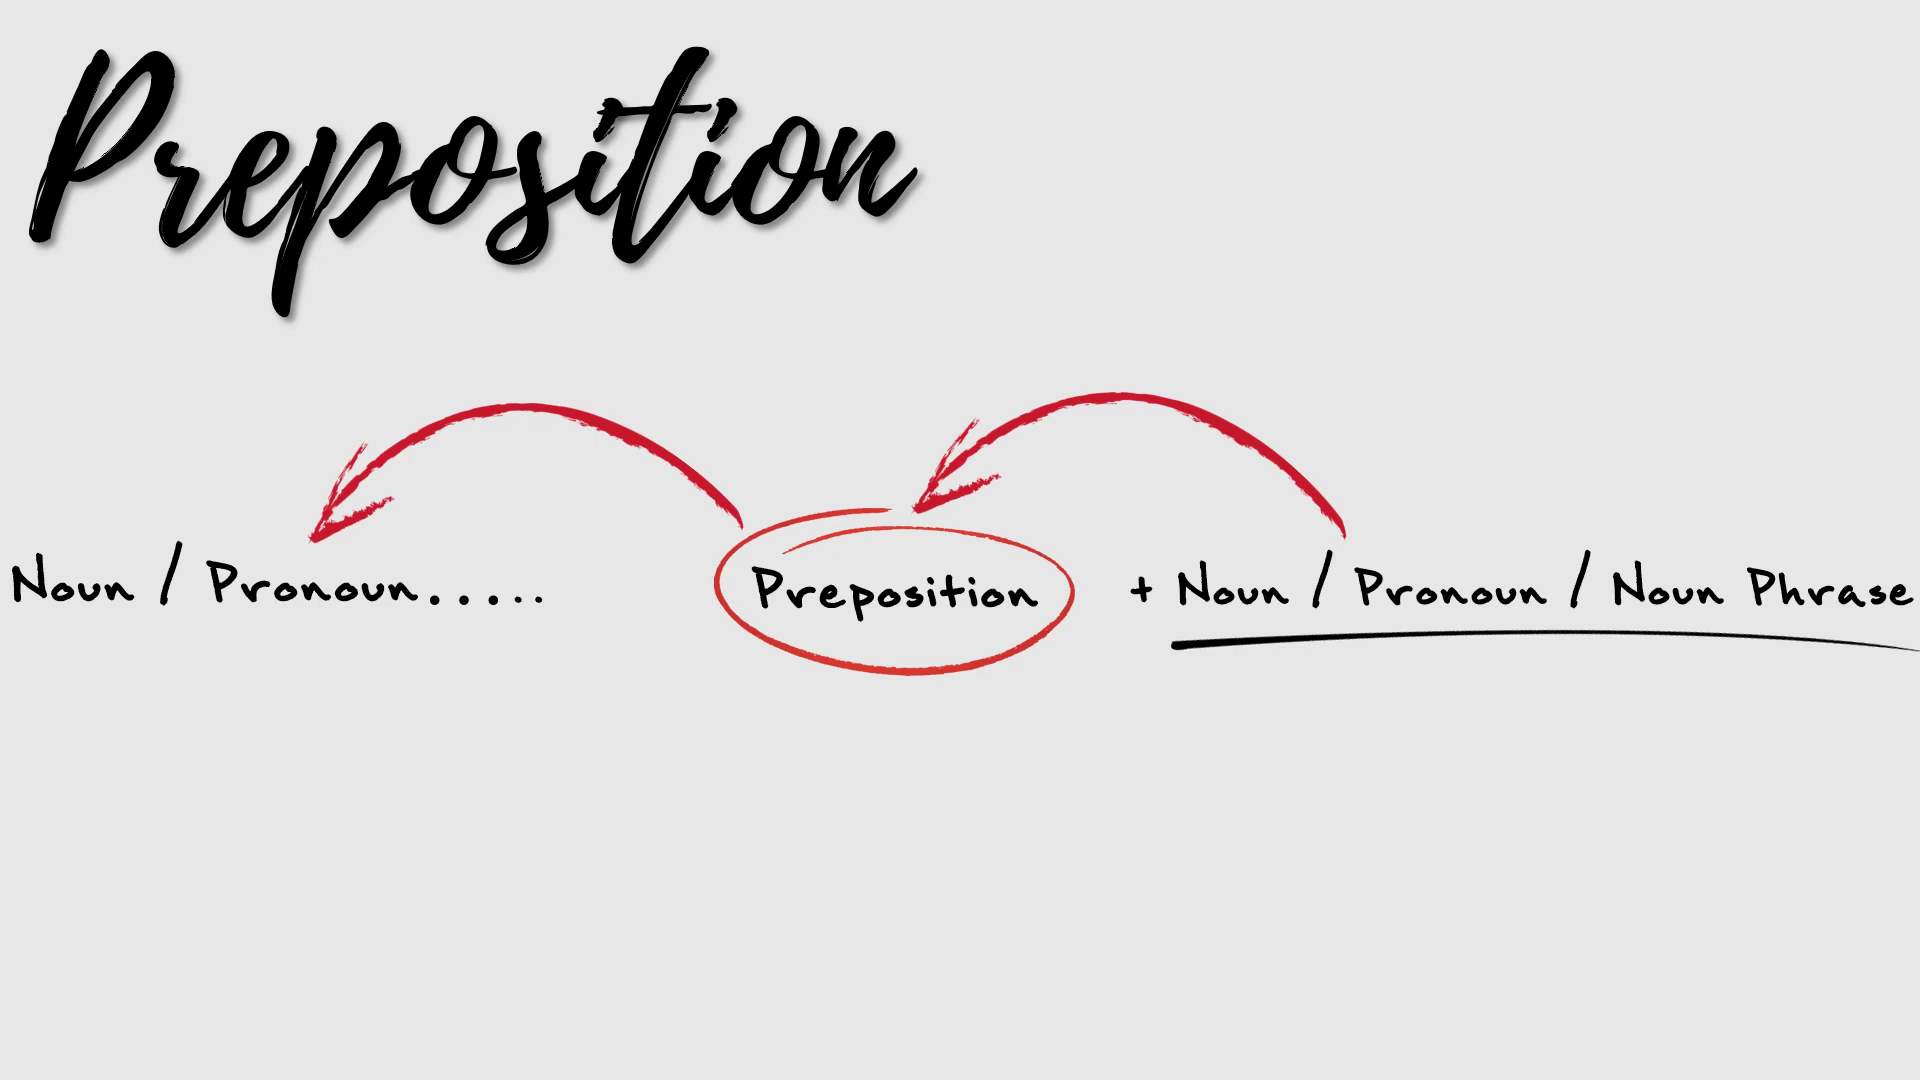 Preposition
Noun / Pronoun..... Preposition + Noun / Pronoun / Noun Phrase